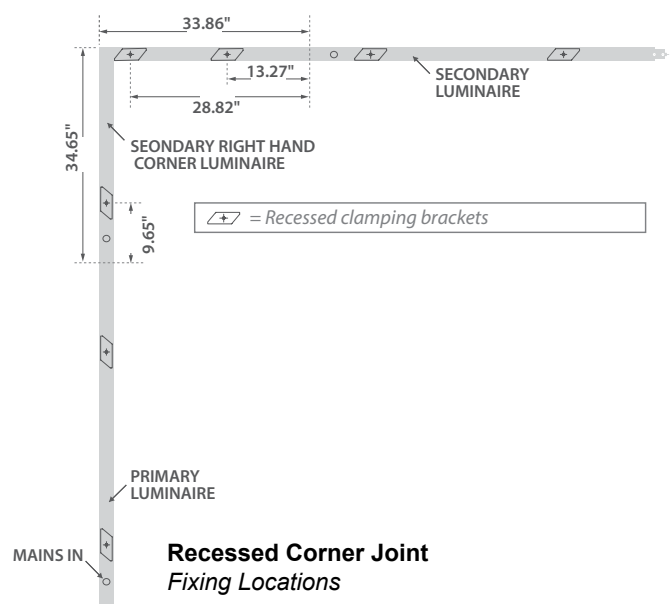 33.86"
13.27"
28.82"
SECONDARY
LUMINAIRE
34.65"
SEONDARY RIGHT HAND
CORNER LUMINAIRE
= Recessed clamping brackets
9.65"
PRIMARY
LUMINAIRE
MAINS IN
Recessed Corner Joint
Fixing Locations